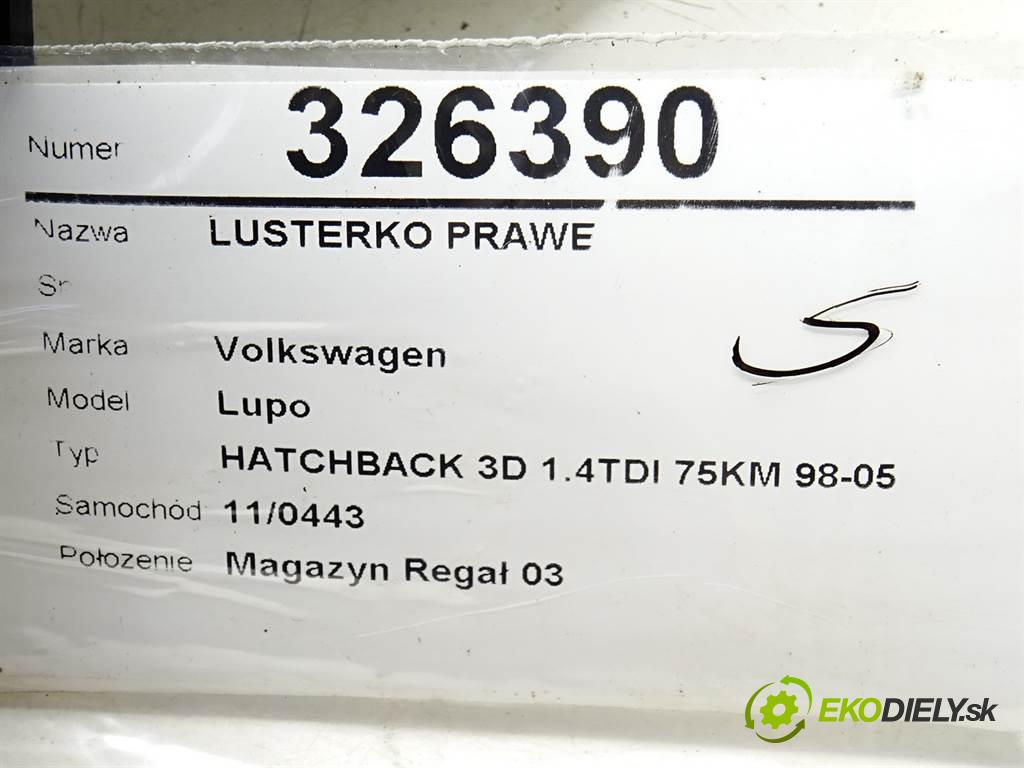 Numer 326390
Nazwa LUSTERKO PRAWE
Marka Volkswagen
Model Lupo
Typ HATCHBACK 3D 1.4TDI 75KM 98-05
Samochód 11/0443
Położenie Magazyn Regał 03
S
EKODIELY.sk